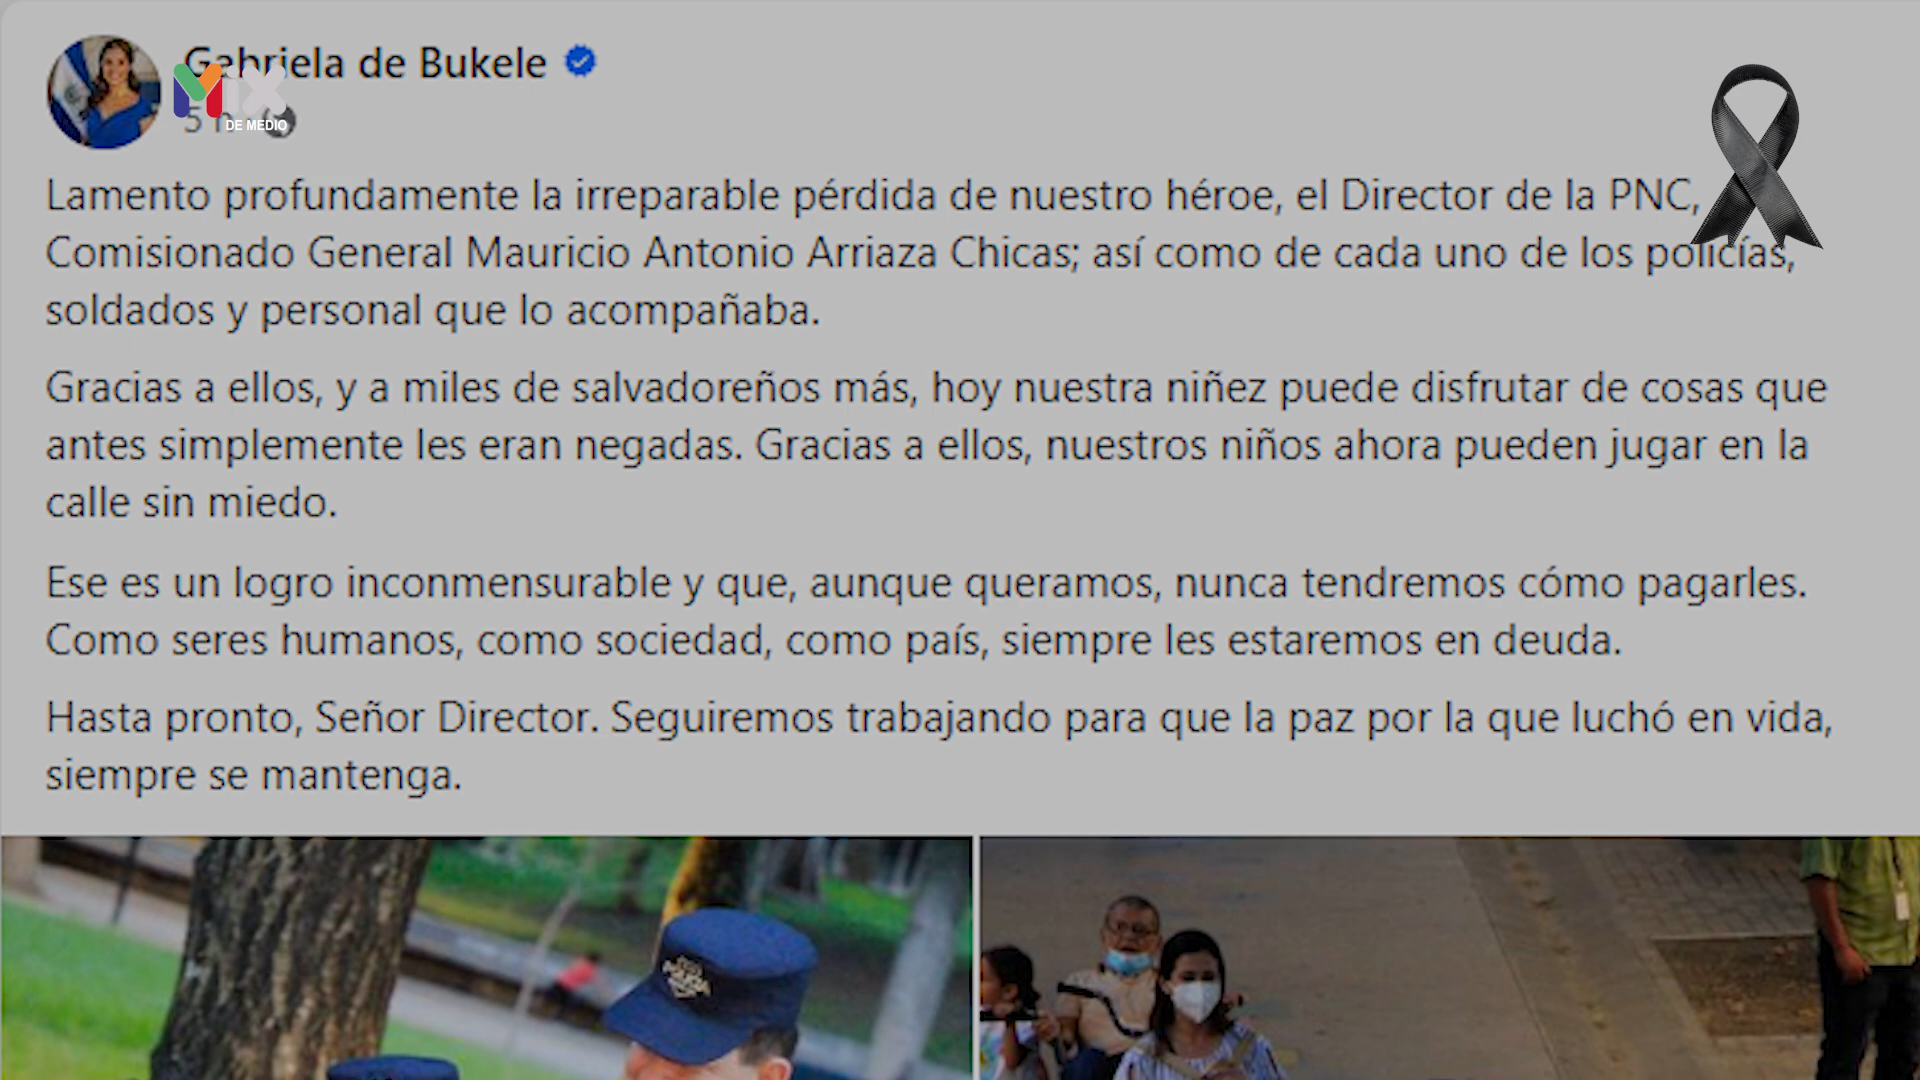 Gabriela de Bukele
Mix
5 h
DE MEDIO
Lamento profundamente la irreparable pérdida de nuestro héroe, el Director de la PNC,
Comisionado General Mauricio Antonio Arriaza Chicas; así como de cada uno de los policías,
soldados y personal que lo acompañaba.
Gracias a ellos, y a miles de salvadoreños más, hoy nuestra niñez puede disfrutar de cosas que
antes simplemente les eran negadas. Gracias a ellos, nuestros niños ahora pueden jugar en la
calle sin miedo.
Ese es un logro inconmensurable y que, aunque queramos, nunca tendremos cómo pagarles.
Como seres humanos, como sociedad, como país, siempre les estaremos en deuda.
Hasta pronto, Señor Director. Seguiremos trabajando para que la paz por la que luchó en vida,
siempre se mantenga.